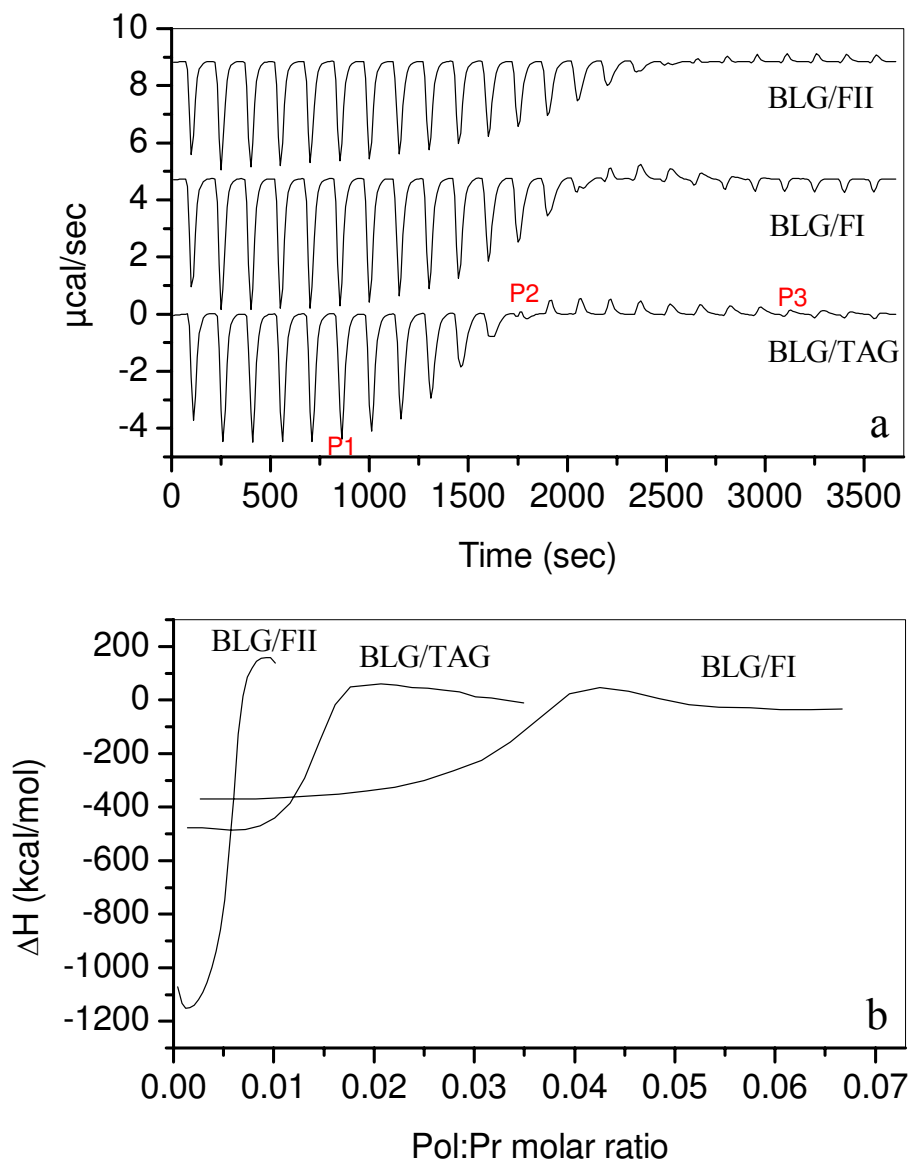 10
8
6
4
2
0
-2
-4
µcal/sec
BLG/FII
BLG/FI
P2
P3
BLG/TAG
P1
a
0 500 1000 1500 2000 2500 3000 3500
Time (sec)
200
0
-200
-400
-600
-800
-1000
-1200
ΔH (kcal/mol)
BLG/FII
BLG/TAG
BLG/FI
b
0.00 0.01 0.02 0.03 0.04 0.05 0.06 0.07
Pol:Pr molar ratio